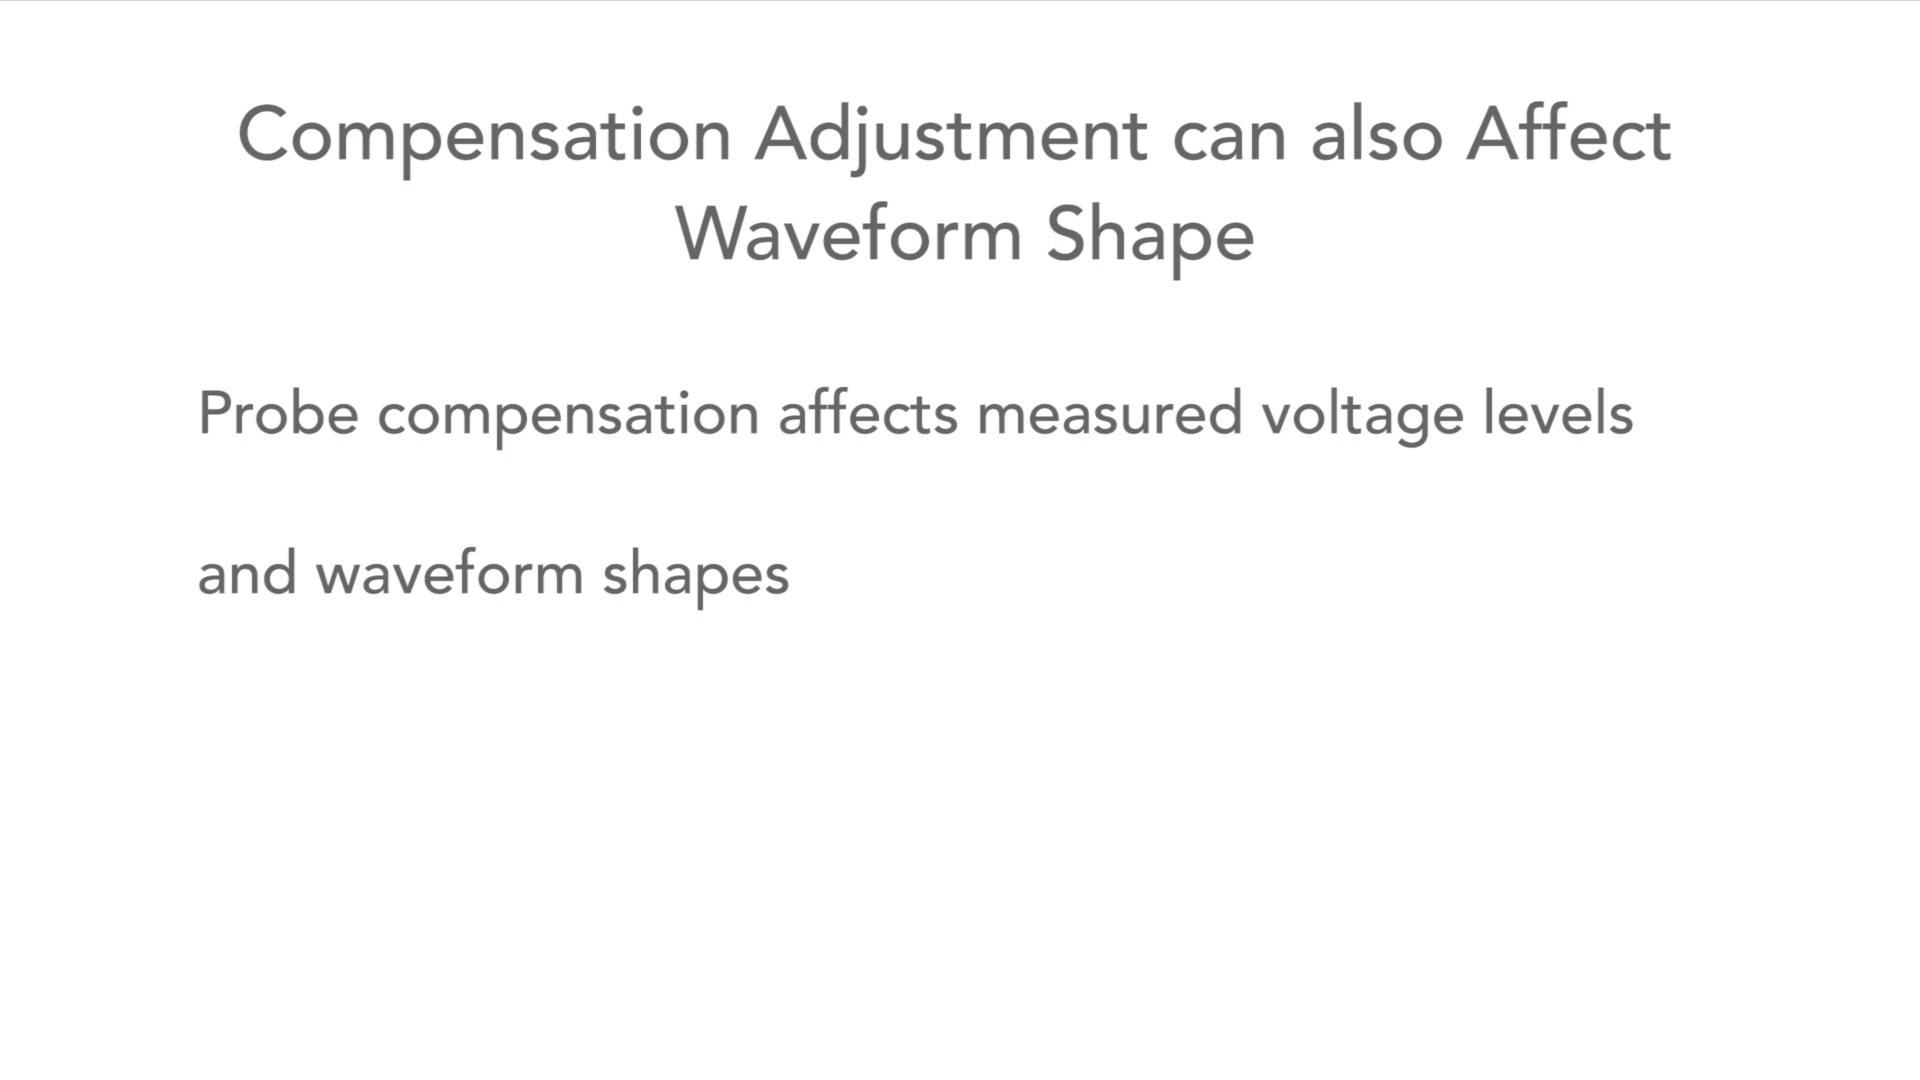 Compensation Adjustment can also Affect
Waveform Shape
Probe compensation affects measured voltage levels
and waveform shapes